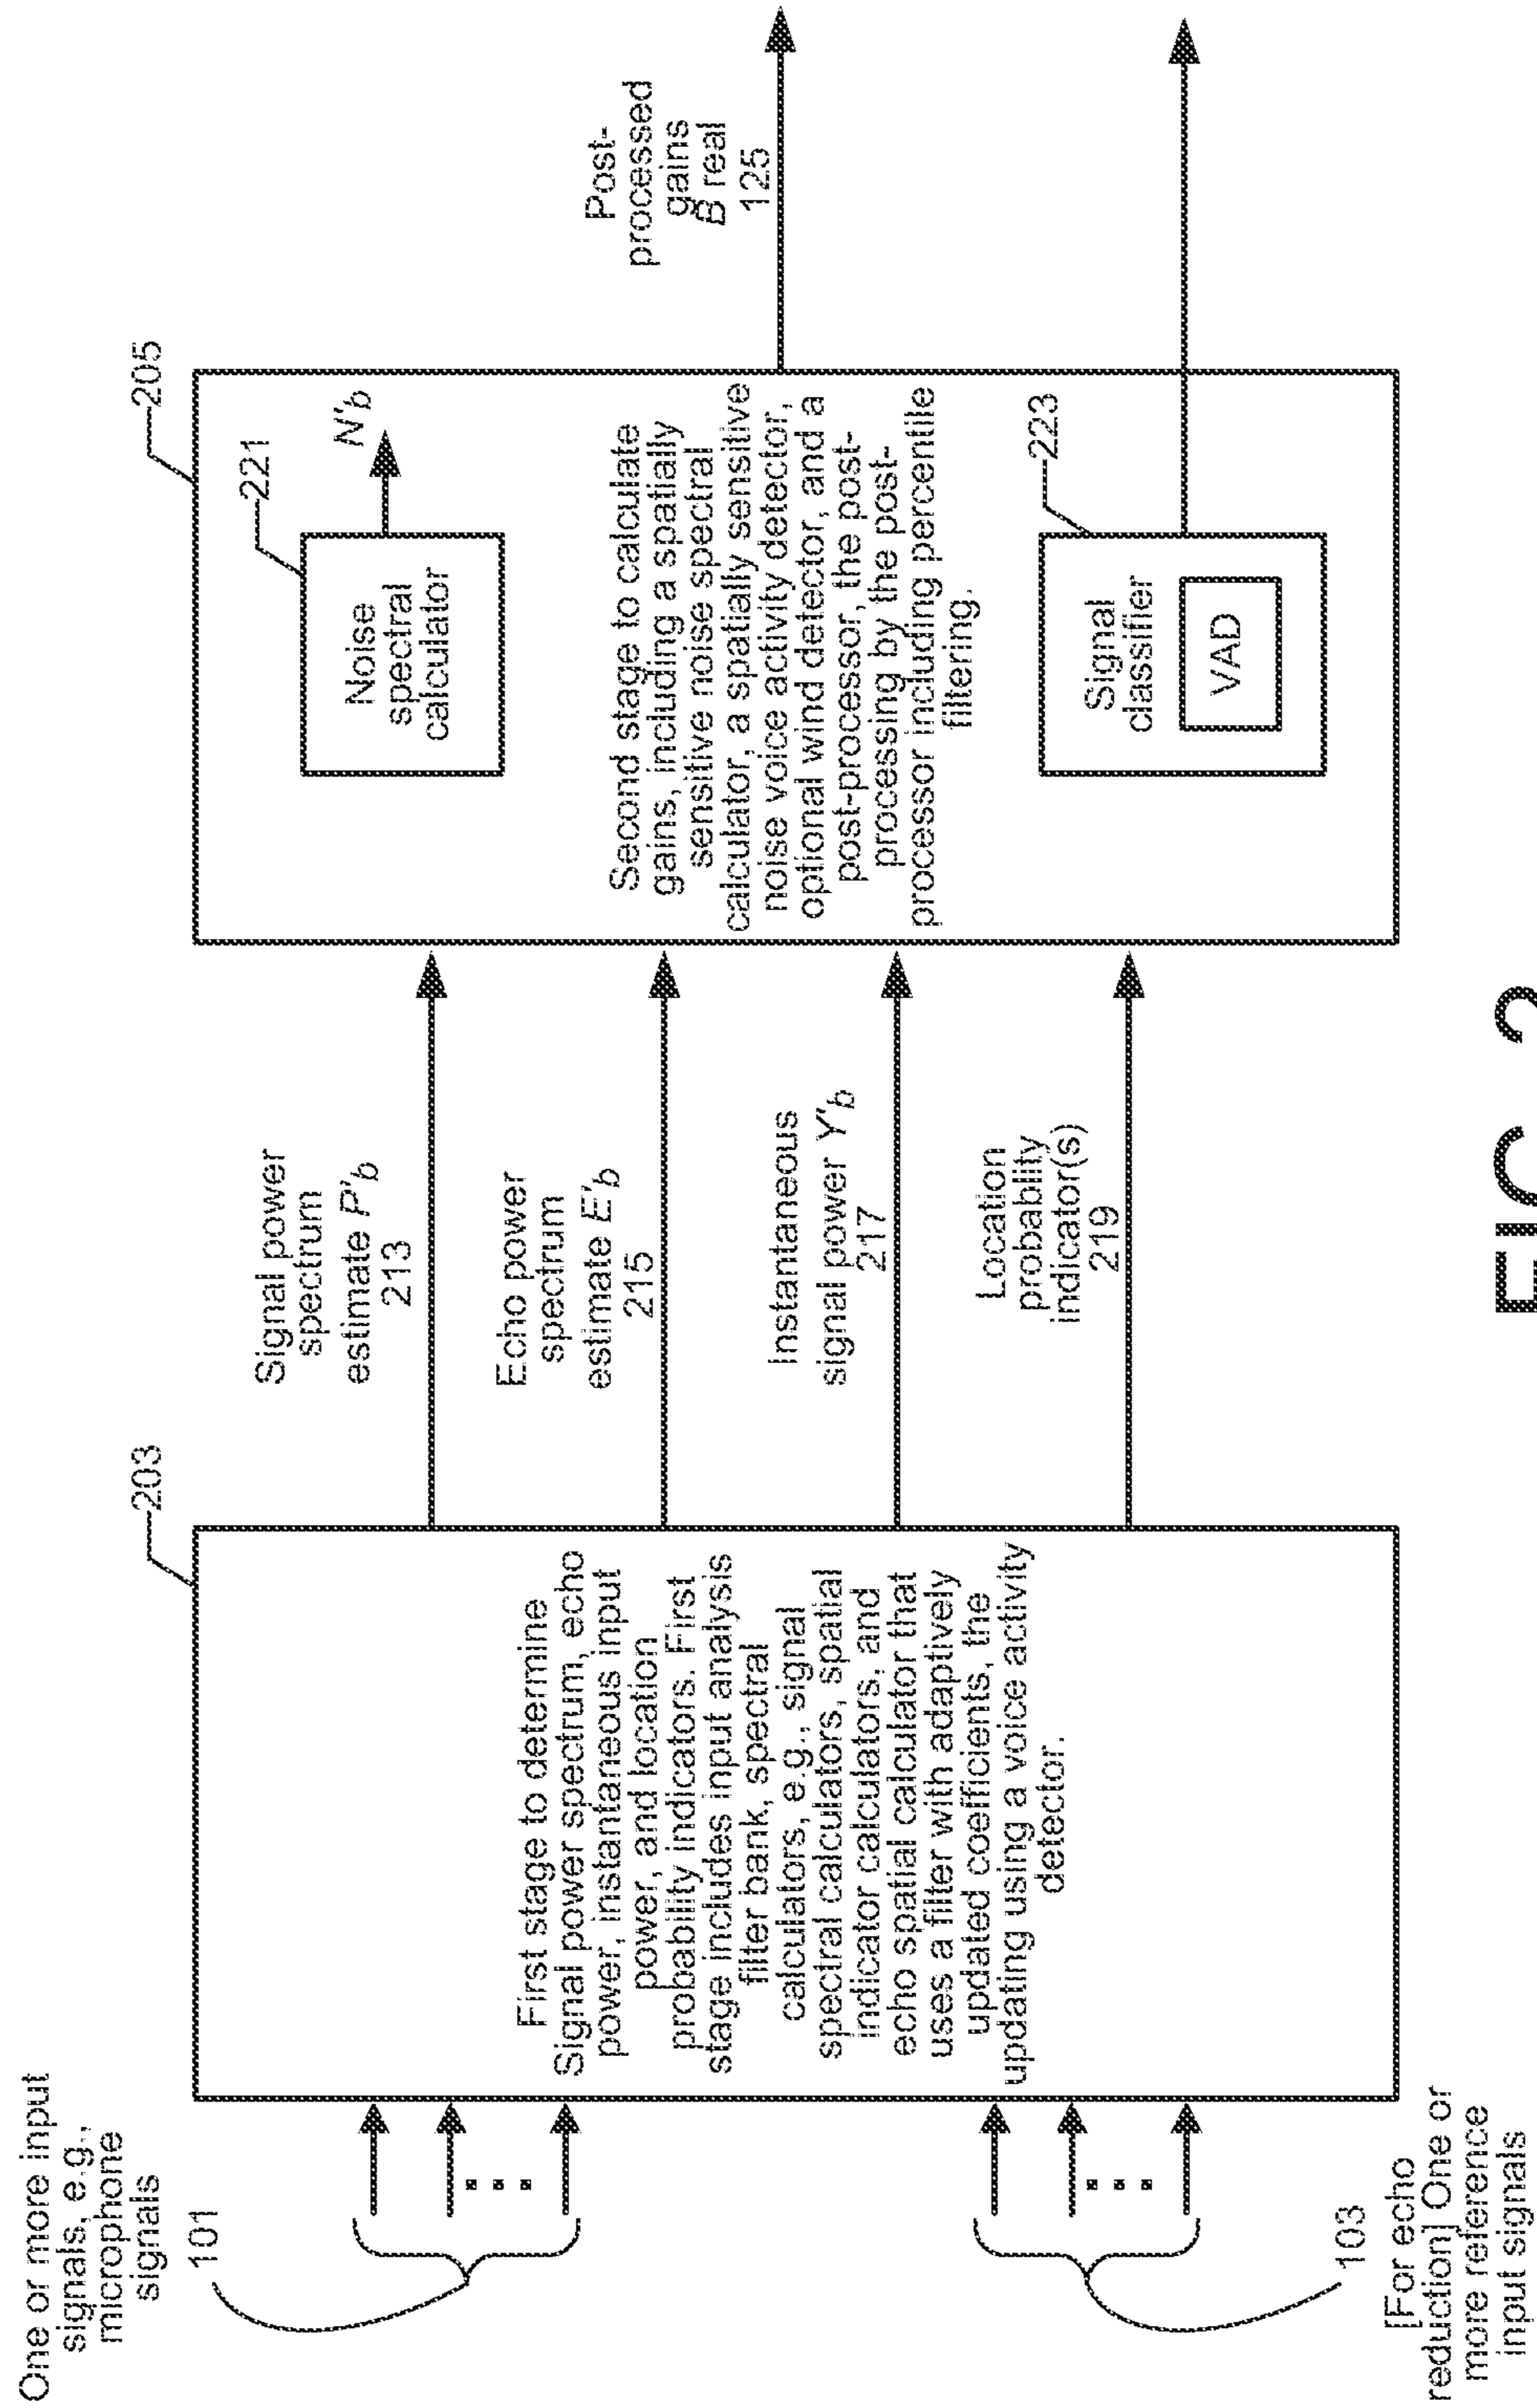 One or more input
signals, e.g.,
microphone
signals
101
[For echo
reduction] One or
more reference
input signals
103
203
First stage to determine
Signal power spectrum, echo
power, instantaneous input
power, and location
probability indicators. First
stage includes input analysis
filter bank, spectral
calculators, e.g., signal
spectral calculators, spatial
indicator calculators, and
echo spatial calculator that
uses a filter with adaptively
updated coefficients, the
updating using a voice activity
detector.
Signal power
spectrum
estimate P'b
213
Echo power
spectrum
estimate E'b
215
Instantaneous
signal power Y'b
217
Location
probability
indicator(s)
219
205
221
Noise
spectral
calculator
N'b
Second stage to calculate
gains, including a spatially
sensitive noise spectral
calculator, a spatially sensitive
noise voice activity detector,
optional wind detector, and a
post-processor, the post-
processing by the post-
processor including percentile
filtering.
223
Signal
classifier
VAD
Post-
processed
gains
B real
125